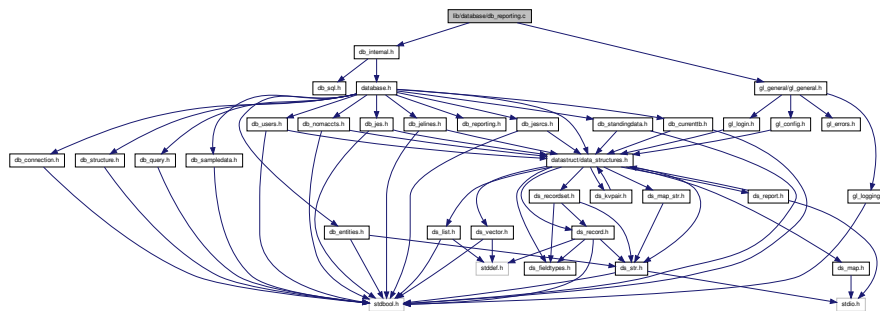 lib/database/db_reporting.c
db_internal.h
db_sql.h
database.h
gl_general/gl_general.h
db_users.h
db_nomaccts.h
db_jes.h
db_jelines.h
db_reporting.h
db_jesrcs.h
db_standingdata.h
db_currenttb.h
gl_login.h
gl_config.h
gl_errors.h
db_connection.h
db_structure.h
db_query.h
db_sampledata.h
datastruct/data_structures.h
ds_recordset.h
ds_kvpair.h
ds_map_str.h
ds_report.h
gl_logging.h
db_entities.h
ds_list.h
ds_vector.h
ds_record.h
stddef.h
ds_fieldtypes.h
ds_str.h
ds_map.h
stdbool.h
stdio.h